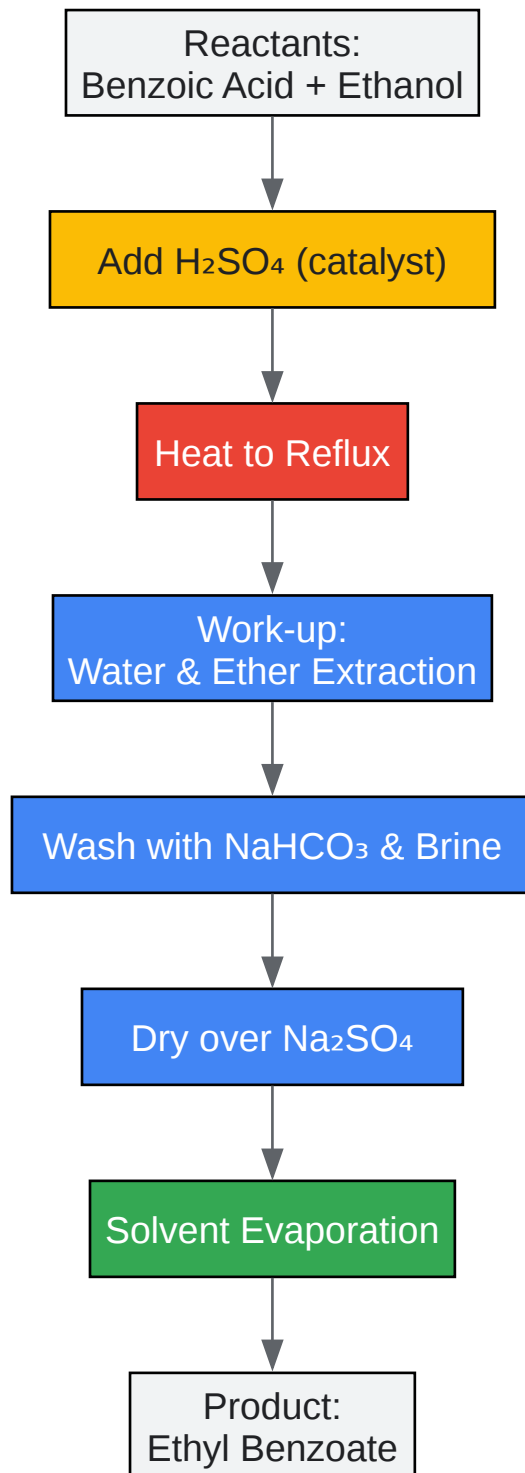 Reactants:
Benzoic Acid + Ethanol
Add H₂SO₄ (catalyst)
Heat to Reflux
Work-up:
Water & Ether Extraction
Wash with NaHCO₃ & Brine
Dry over Na₂SO₄
Solvent Evaporation
Product:
Ethyl Benzoate